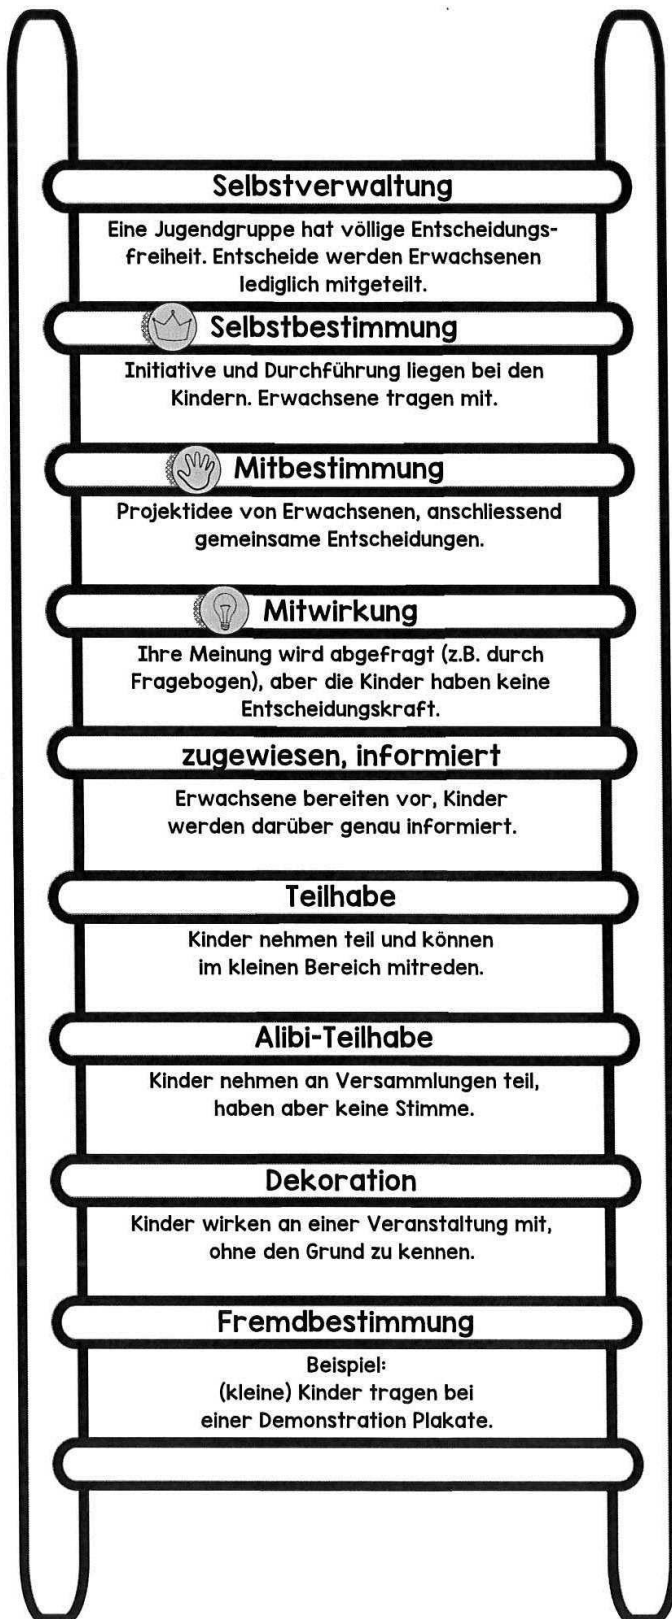 Selbstverwaltung
Eine Jugendgruppe hat völlige Entscheidungs-
freiheit. Entscheide werden Erwachsenen
lediglich mitgeteilt.
Selbstbestimmung
Initiative und Durchführung liegen bei den
Kindern. Erwachsene tragen mit.
Mitbestimmung
Projektidee von Erwachsenen, anschliessend
gemeinsame Entscheidungen.
Mitwirkung
Ihre Meinung wird abgefragt (z.B. durch
Fragebogen), aber die Kinder haben keine
Entscheidungskraft.
zugewiesen, informiert
Erwachsene bereiten vor, Kinder
werden darüber genau informiert.
Teilhabe
Kinder nehmen teil und können
im kleinen Bereich mitreden.
Alibi-Teilhabe
Kinder nehmen an Versammlungen teil,
haben aber keine Stimme.
Dekoration
Kinder wirken an einer Veranstaltung mit,
ohne den Grund zu kennen.
Fremdbestimmung
Beispiel:
(kleine) Kinder tragen bei
einer Demonstration Plakate.